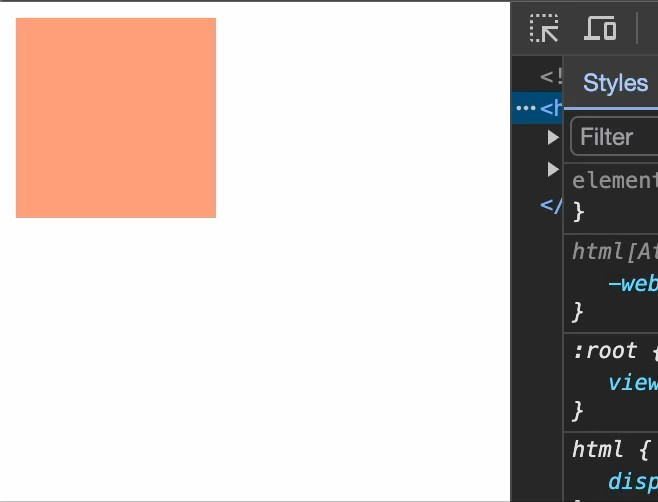 <!
Styles
<h
Filter
element
}
</
html[At
-web
}
:root {
view
}
html {
disp